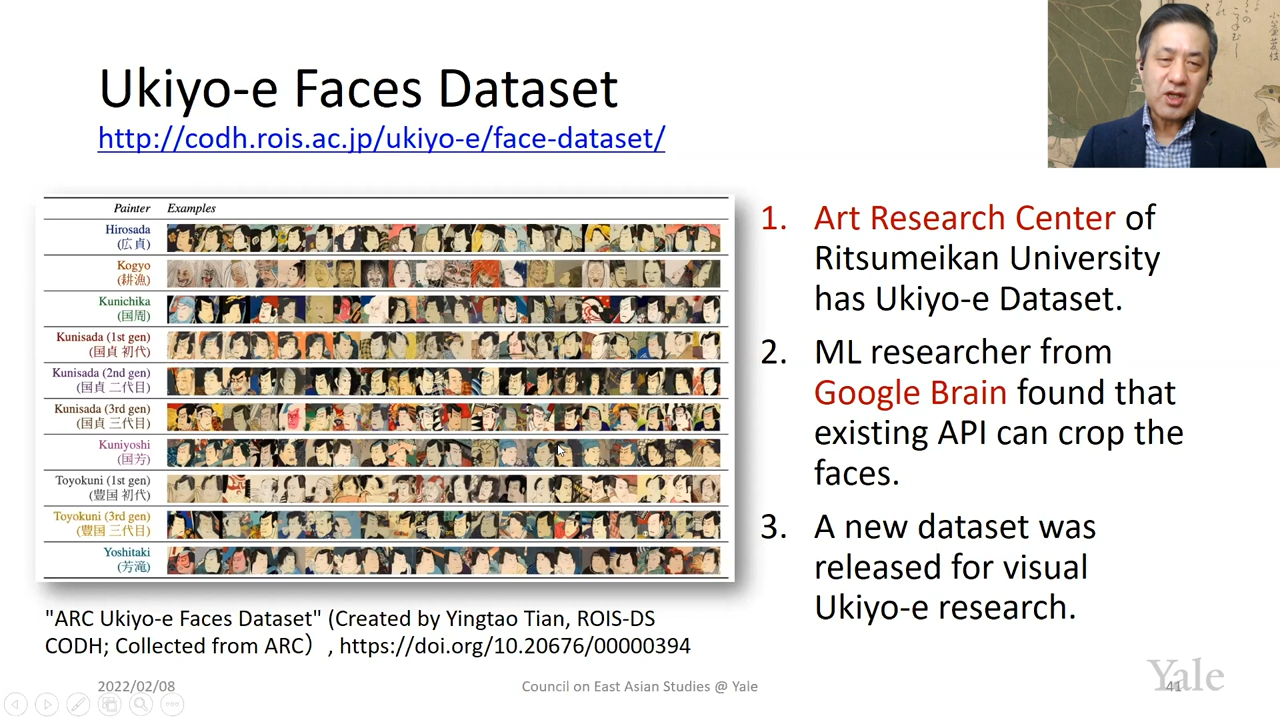 Ukiyo-e Faces Dataset
http://codh.rois.ac.jp/ukiyo-e/face-dataset/
Painter Examples
Hirosada
(広貞)
Kogyo
(耕漁)
Kunichika
(国周)
Kunisada (1st gen)
(国貞 初代)
Kunisada (2nd gen)
(国貞 二代目)
Kunisada (3rd gen)
(国貞 三代目)
Kuniyoshi
(国芳)
Toyokuni (1st gen)
(豊国 初代)
Toyokuni (3rd gen)
(豊国 三代目)
Yoshitaki
(芳滝)
"ARC Ukiyo-e Faces Dataset" (Created by Yingtao Tian, ROIS-DS
CODH; Collected from ARC）, https://doi.org/10.20676/00000394
1. Art Research Center of
Ritsumeikan University
has Ukiyo-e Dataset.
2. ML researcher from
Google Brain found that
existing API can crop the
faces.
3. A new dataset was
released for visual
Ukiyo-e research.
2022/02/08
Council on East Asian Studies @ Yale
Yale
41